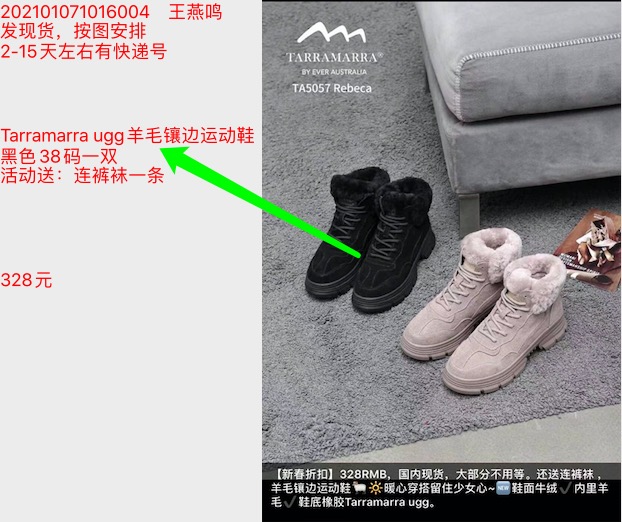 202101071016004 王燕鸣
发现货，按图安排
2-15天左右有快递号
Tarramarra ugg羊毛镶边运动鞋
黑色38码一双
活动送：连裤袜一条
328元
TARRAMARRA®
BY EVER AUSTRALIA
TA5057 Rebeca
【新春折扣】328RMB，国内现货，大部分不用等。还送连裤袜，
羊毛镶边运动鞋🐑☀️暖心穿搭留住少女心~🆕鞋面牛绒✔️内里羊
毛✔️鞋底橡胶Tarramarra ugg。